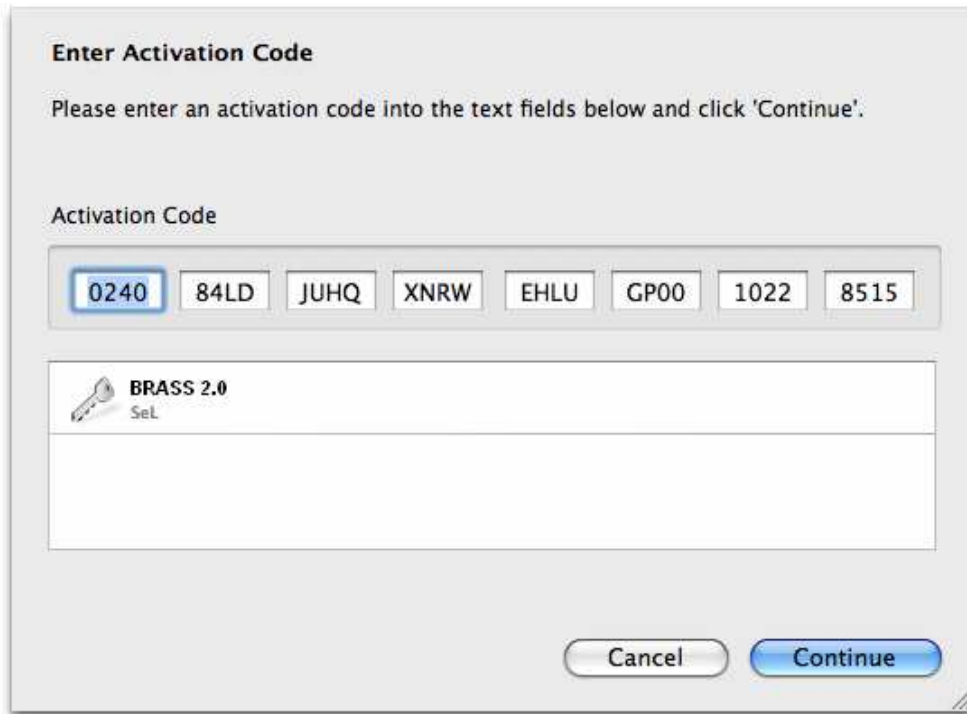 Enter Activation Code
Please enter an activation code into the text fields below and click 'Continue'.
Activation Code
0240 84LD JUHQ XNRW EHLU GP00 1022 8515
BRASS 2.0
SeL
Cancel Continue